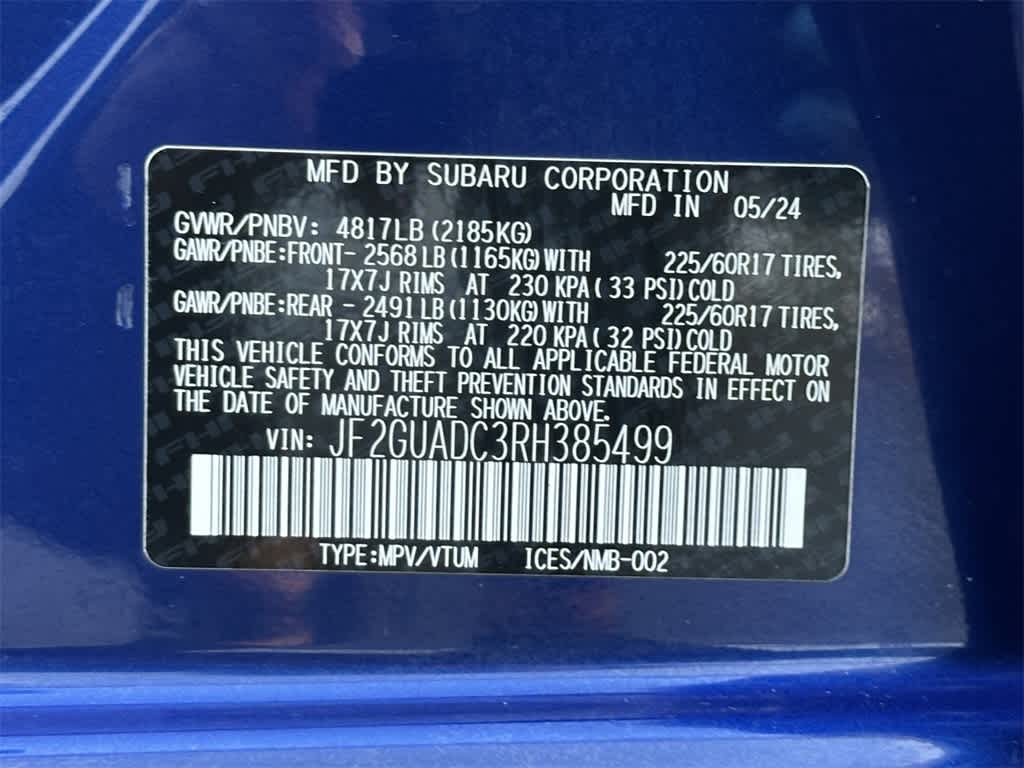 MFD BY SUBARU CORPORATION
MFD IN 05/24
GVWR/PNBV: 4817LB (2185KG)
GAWR/PNBE:FRONT- 2568 LB (1165KG) WITH 225/60R17 TIRES,
17X7J RIMS AT 230 KPA( 33 PSI) COLD
GAWR/PNBE:REAR - 2491 LB (1130KG) WITH 225/60R17 TIRES,
17X7J RIMS AT 220 KPA( 32 PSI) COLD
THIS VEHICLE CONFORMS TO ALL APPLICABLE FEDERAL MOTOR
VEHICLE SAFETY AND THEFT PREVENTION STANDARDS IN EFFECT ON
THE DATE OF MANUFACTURE SHOWN ABOVE.
VIN: JF2GUADC3RH385499
TYPE:MPV/VTUM ICES/NMB-002